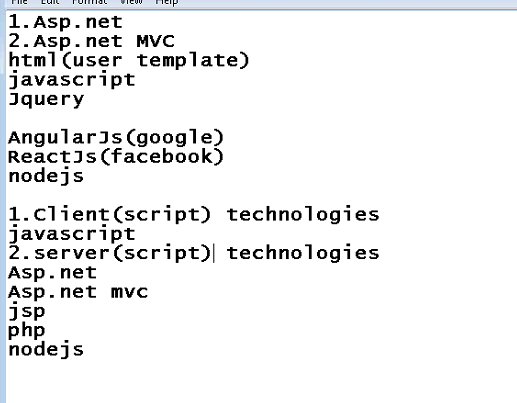 File Edit Format View Help
1.Asp.net
2.Asp.net MVC
html(user template)
javascript
Jquery
AngularJs(google)
ReactJs(facebook)
nodejs
1.Client(script) technologies
javascript
2.server(script) technologies
Asp.net
Asp.net mvc
jsp
php
nodejs